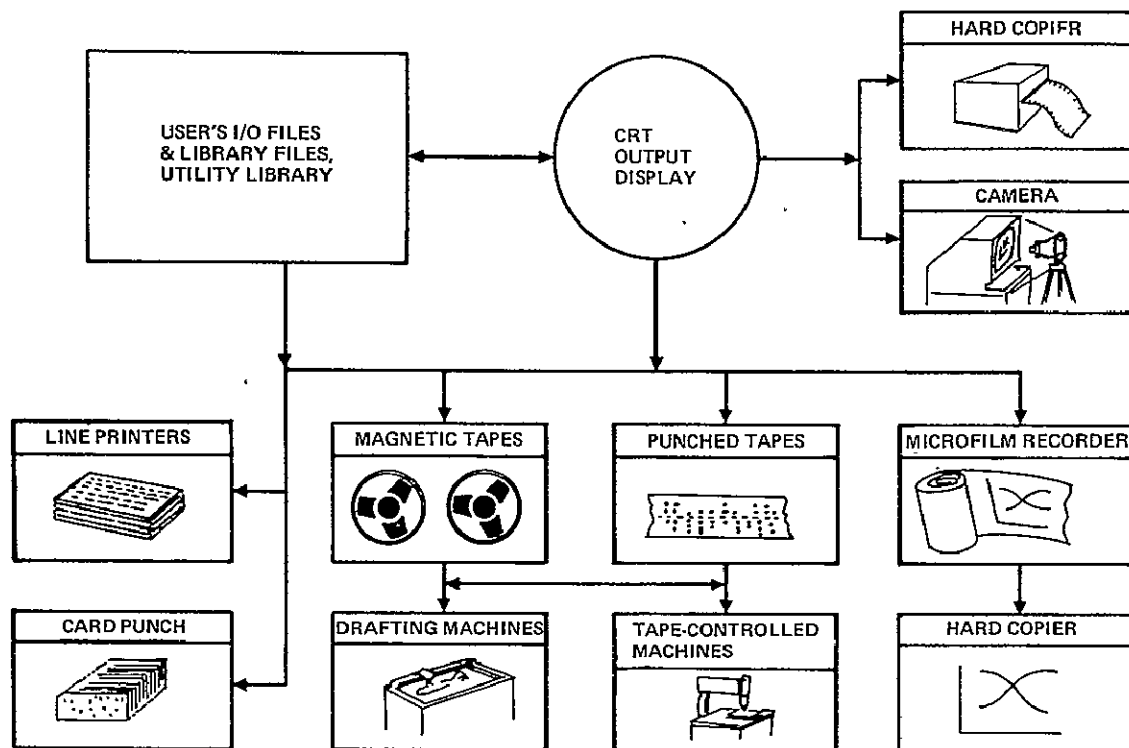 HARD COPIFR
USER'S I/O FILES
& LIBRARY FILES,
UTILITY LIBRARY
CRT
OUTPUT
DISPLAY
CAMERA
LINE PRINTERS
MAGNETIC TAPES
PUNCHED TAPES
MICROFILM RECORDER
CARD PUNCH
DRAFTING MACHINES
TAPE-CONTROLLED
MACHINES
HARD COPIER